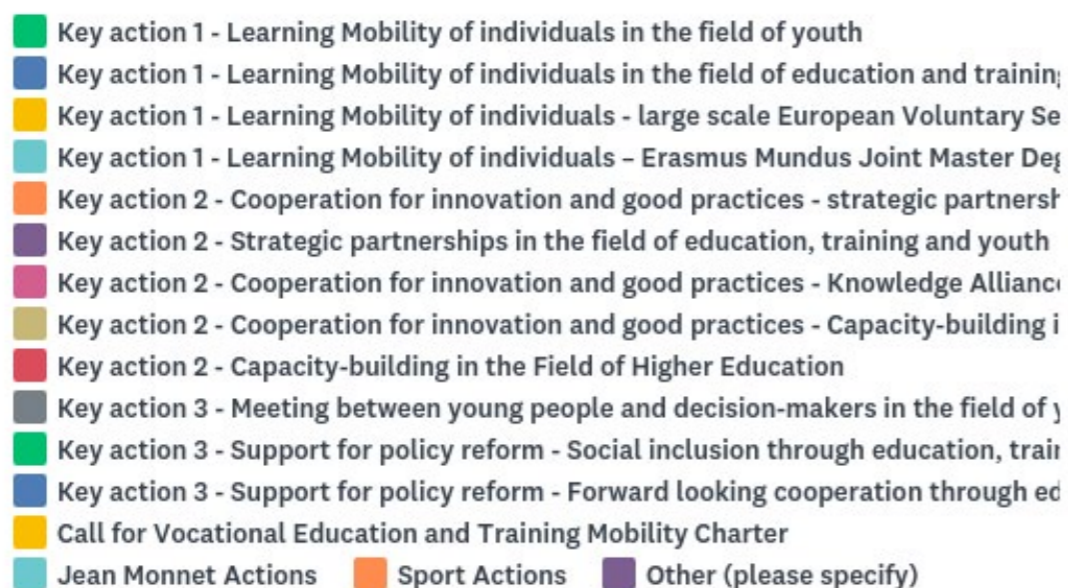 Key action 1 - Learning Mobility of individuals in the field of youth
Key action 1 - Learning Mobility of individuals in the field of education and training
Key action 1 - Learning Mobility of individuals - large scale European Voluntary Se
Key action 1 - Learning Mobility of individuals – Erasmus Mundus Joint Master Deg
Key action 2 - Cooperation for innovation and good practices - strategic partnersh
Key action 2 - Strategic partnerships in the field of education, training and youth
Key action 2 - Cooperation for innovation and good practices - Knowledge Alliance
Key action 2 - Cooperation for innovation and good practices - Capacity-building i
Key action 2 - Capacity-building in the Field of Higher Education
Key action 3 - Meeting between young people and decision-makers in the field of y
Key action 3 - Support for policy reform - Social inclusion through education, train
Key action 3 - Support for policy reform - Forward looking cooperation through ed
Call for Vocational Education and Training Mobility Charter
Jean Monnet Actions Sport Actions Other (please specify)